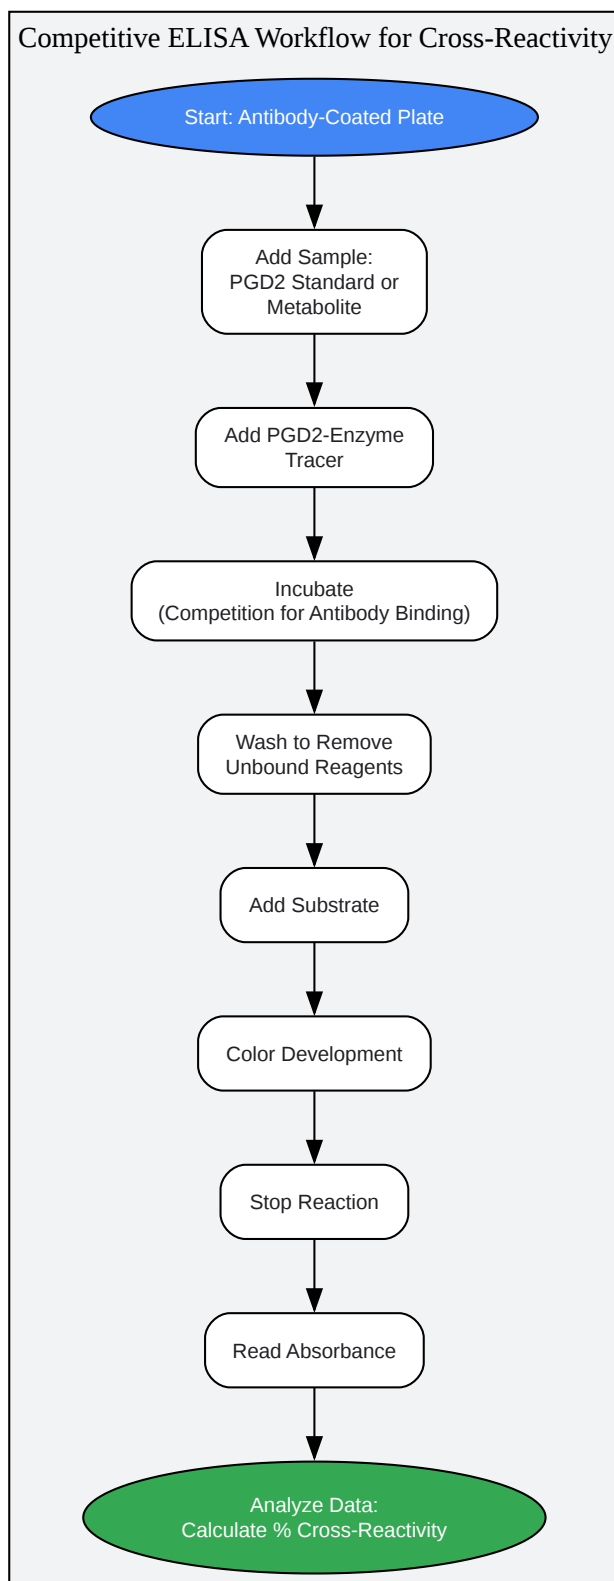 Competitive ELISA Workflow for Cross-Reactivity
Start: Antibody-Coated Plate
Add Sample:
PGD2 Standard or
Metabolite
Add PGD2-Enzyme
Tracer
Incubate
(Competition for Antibody Binding)
Wash to Remove
Unbound Reagents
Add Substrate
Color Development
Stop Reaction
Read Absorbance
Analyze Data:
Calculate % Cross-Reactivity